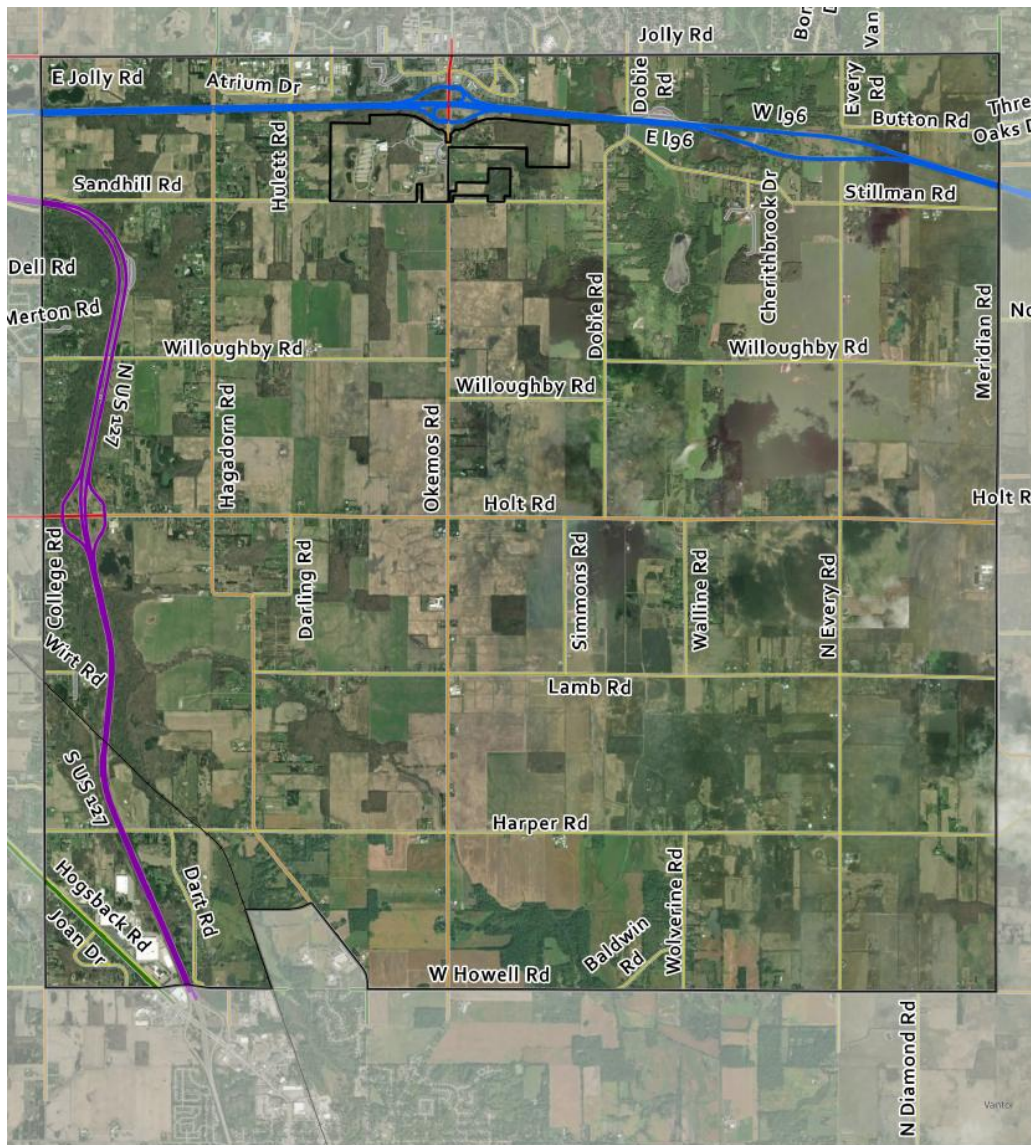 Jolly Rd
Bor
D
Van
E Jolly Rd
Atrium Dr
Dobie
Rd
Every
Rd
W I96
E I96
Button Rd
Thre
Oaks D
Hulett Rd
Sandhill Rd
Stillman Rd
Cherithbrook Dr
Dell Rd
Merton Rd
No
Dobie Rd
Meridian Rd
Willoughby Rd
Willoughby Rd
Willoughby Rd
N US 127
Hagadorn Rd
Okemos Rd
Holt Rd
Holt R
College Rd
Darling Rd
Simmons Rd
Walline Rd
N Every Rd
Wirt Rd
Lamb Rd
S US 127
Harper Rd
Hogsback Rd
Joan Dr
Dart Rd
Baldwin
Rd
Wolverine Rd
W Howell Rd
N Diamond Rd
Vantor